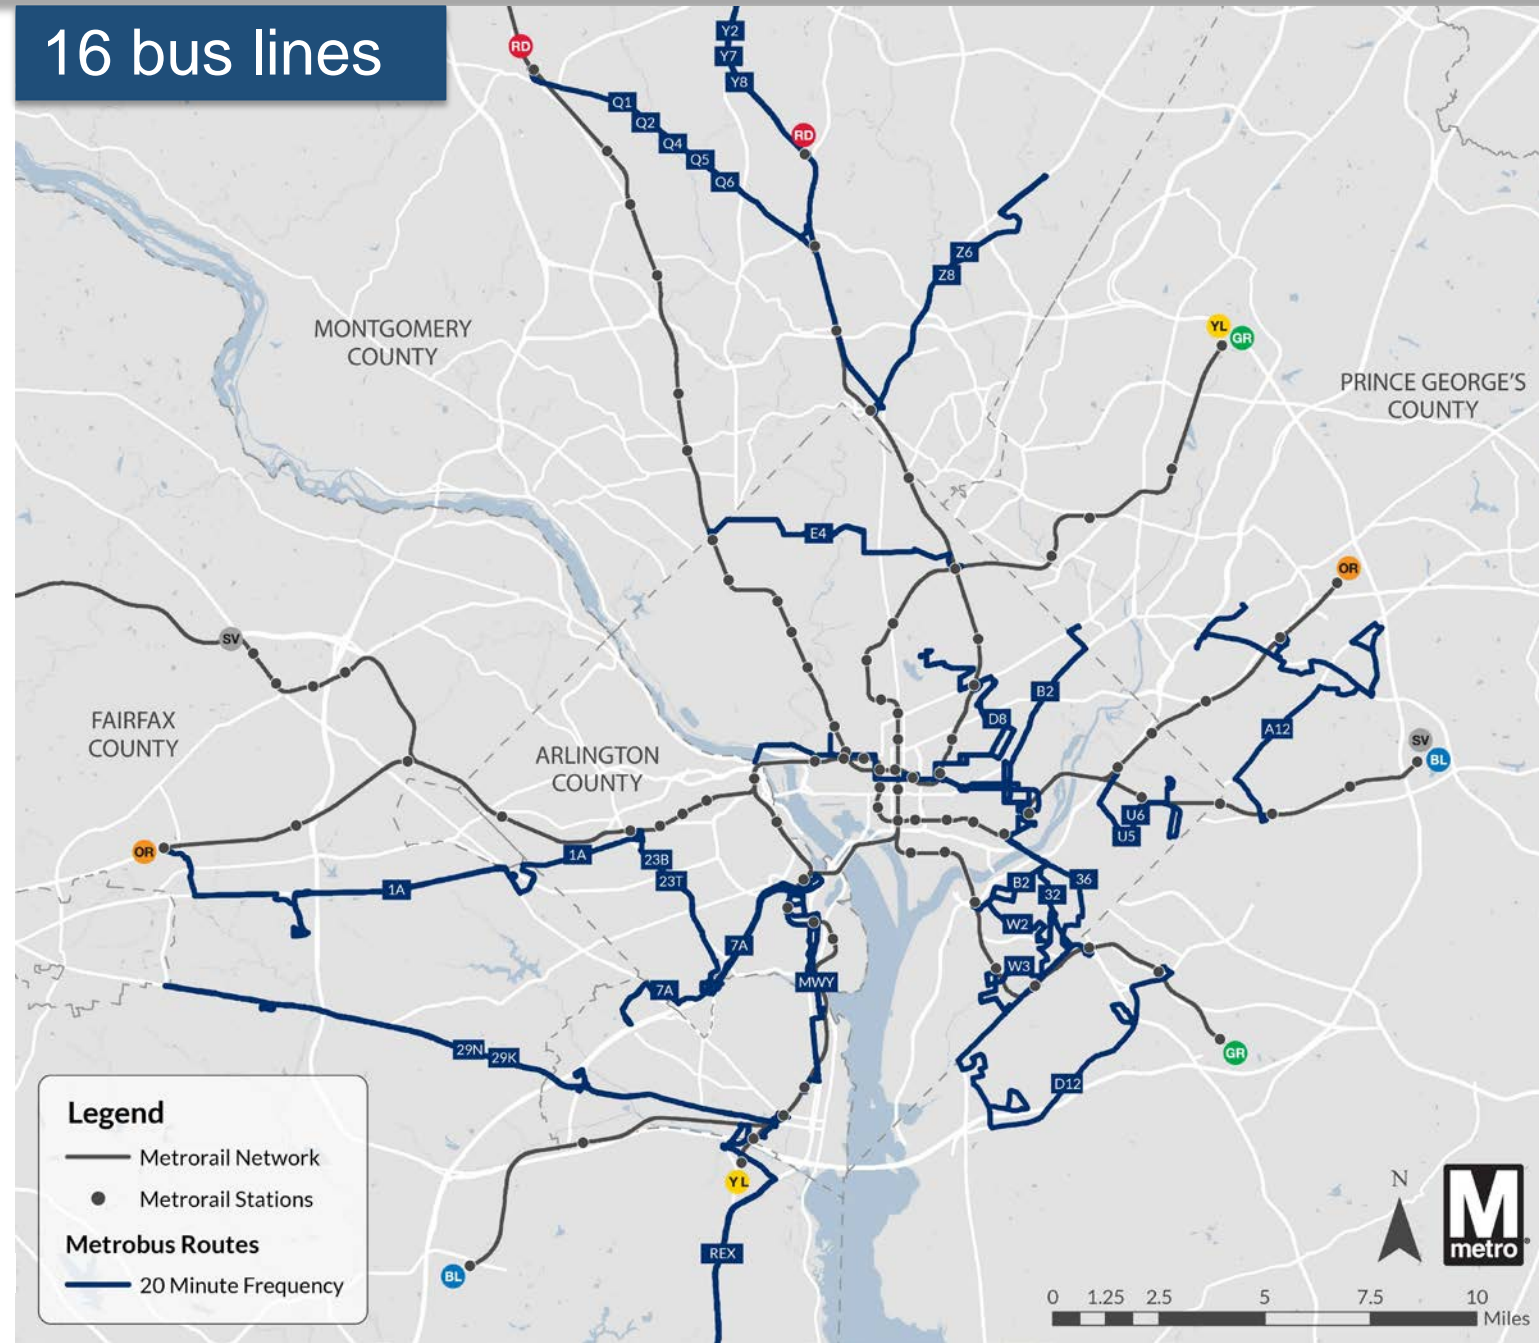 16 bus lines
RD
Y2
Y7
Y8
Q1
Q2
Q4
Q5
Q6
RD
Z6
Z8
MONTGOMERY
COUNTY
YL
GR
PRINCE GEORGE'S
COUNTY
E4
OR
SV
FAIRFAX
COUNTY
ARLINGTON
COUNTY
D8
B2
A12
SV
BL
U6
U5
OR
1A
1A
23B
23T
B2
32
36
W2
W3
7A
7A
MWY
29N
29K
GR
D12
YL
REX
BL
Legend
Metrorail Network
Metrorail Stations
Metrobus Routes
20 Minute Frequency
N
M
metro
0 1.25 2.5 5 7.5 10
Miles